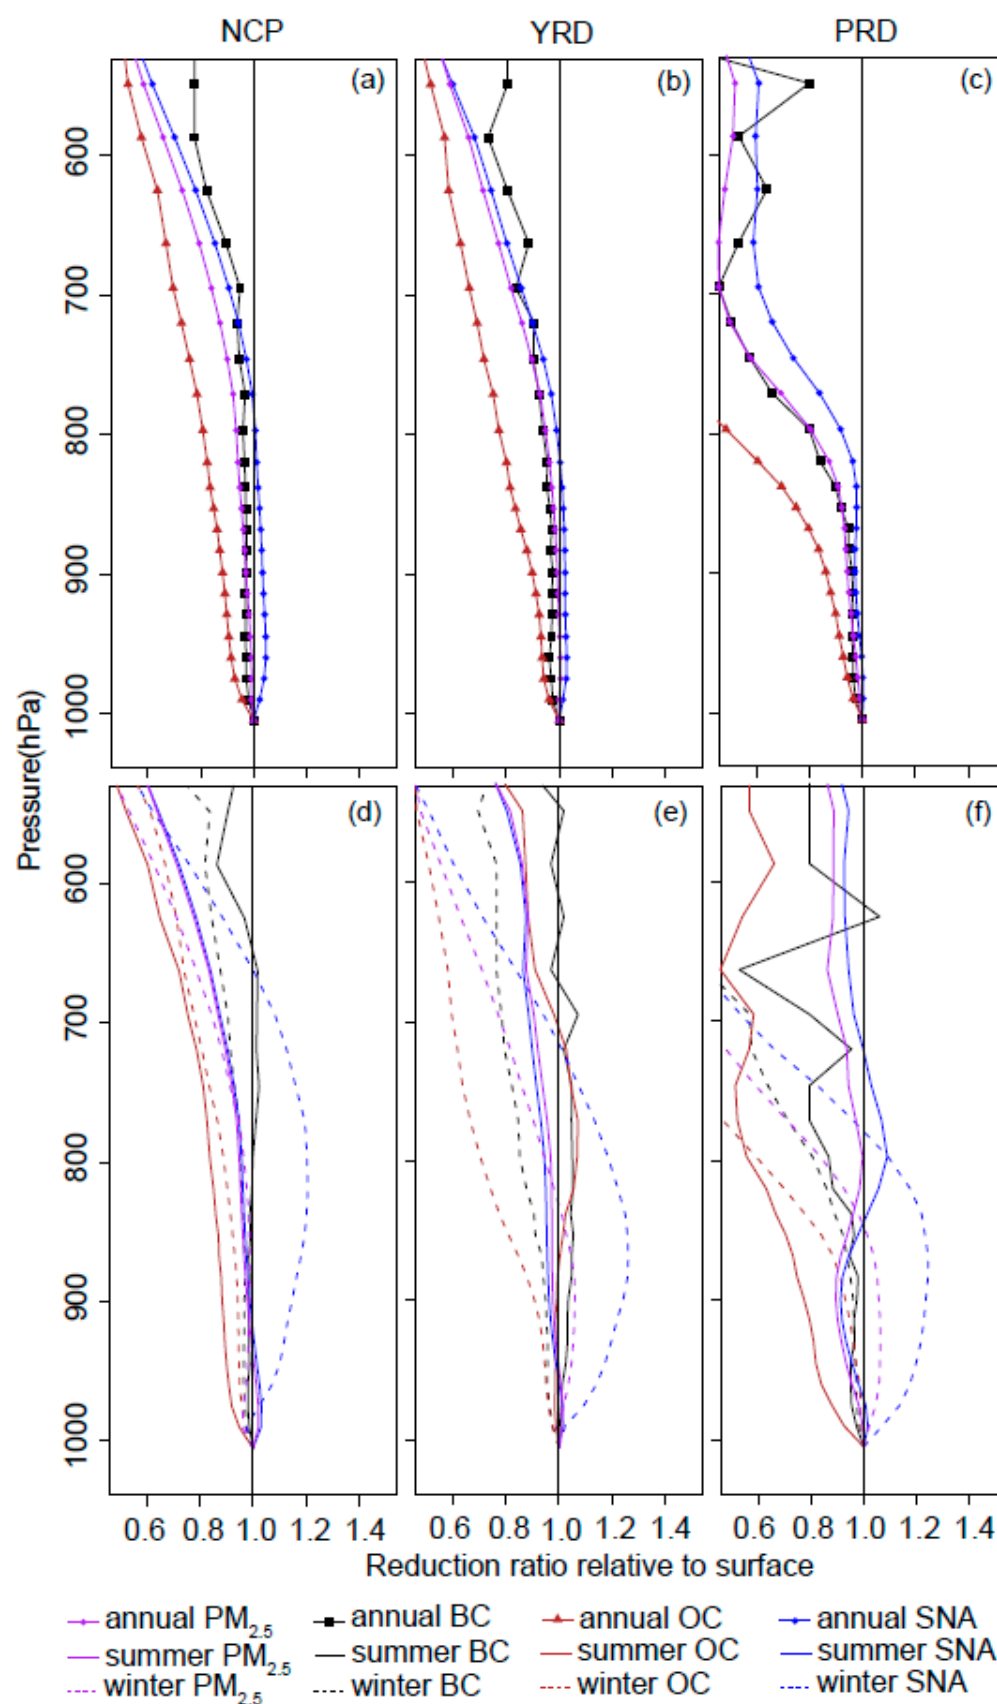 NCP YRD PRD
(a) (b) (c)
600
700
800
900
1000
Pressure(hPa)
(d) (e) (f)
600
700
800
900
1000
0.6 0.8 1.0 1.2 1.4 0.6 0.8 1.0 1.2 1.4 0.6 0.8 1.0 1.2 1.4
Reduction ratio relative to surface
annual PM2.5 annual BC annual OC annual SNA
summer PM2.5 summer BC summer OC summer SNA
winter PM2.5 winter BC winter OC winter SNA